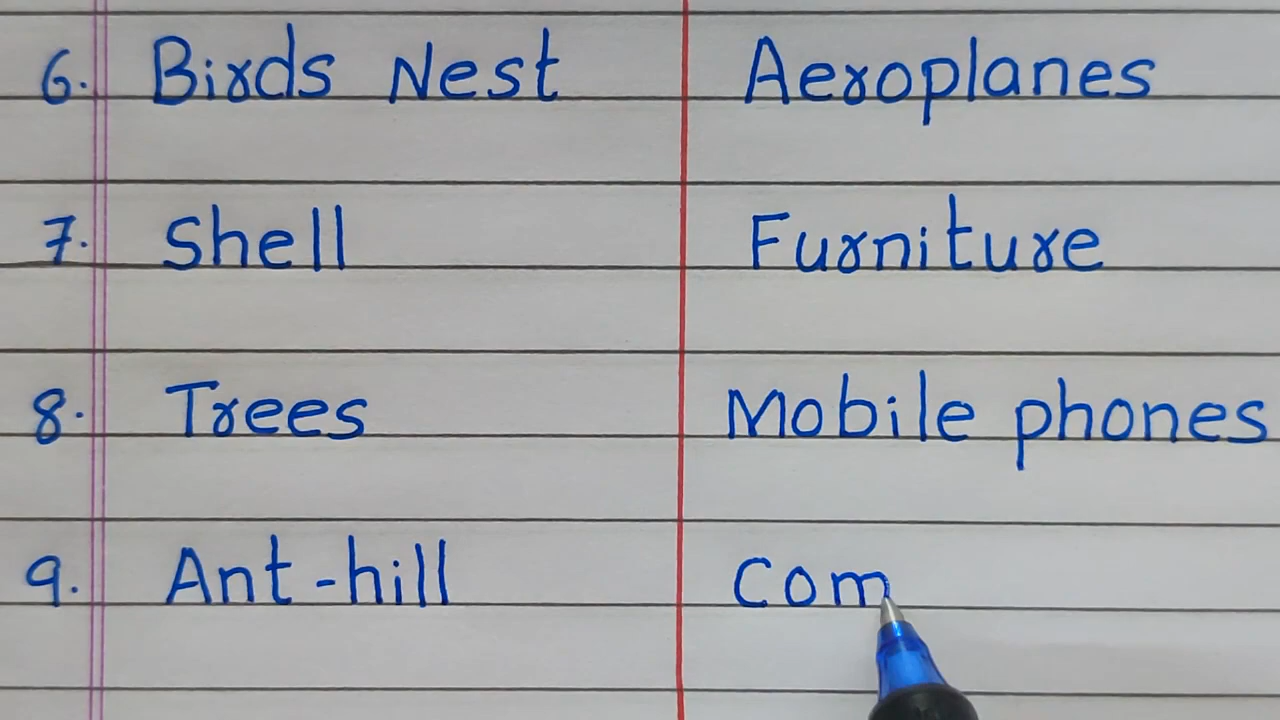 6. Birds Nest Aeroplanes
7. Shell Furniture
8. Trees Mobile phones
9. Ant-hill Com